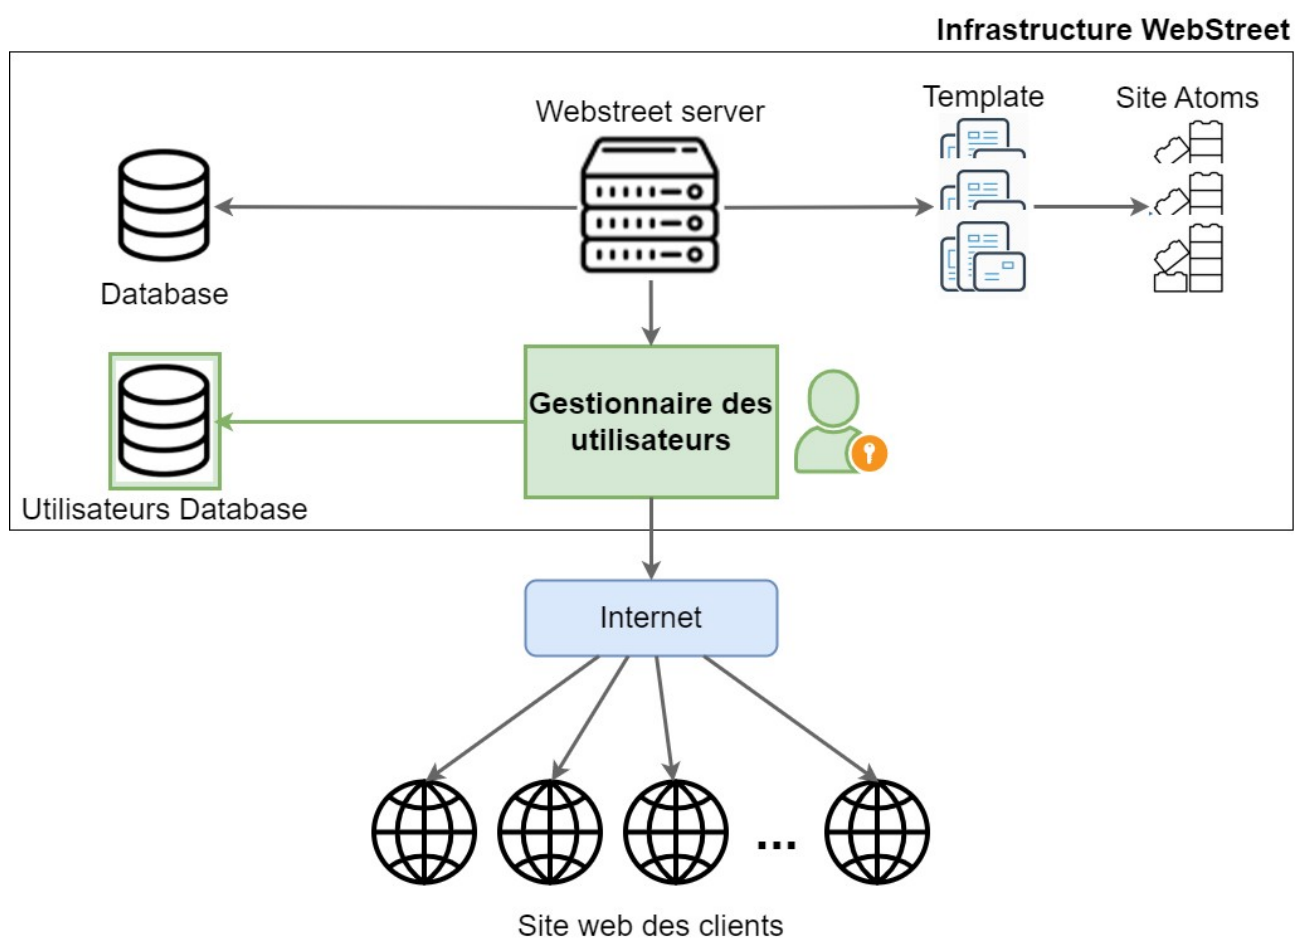 Infrastructure WebStreet
Webstreet server
Template
Site Atoms
Database
Gestionnaire des
utilisateurs
Utilisateurs Database
Internet
...
Site web des clients